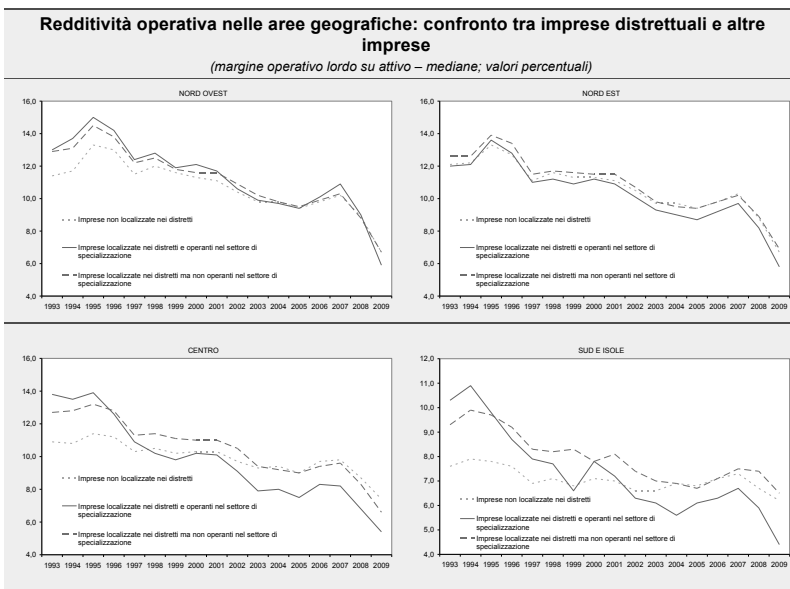 Redditività operativa nelle aree geografiche: confronto tra imprese distrettuali e altre
imprese
(margine operativo lordo su attivo – mediane; valori percentuali)
NORD OVEST
16,0
14,0
12,0
10,0
8,0
6,0
4,0
Imprese non localizzate nei distretti
Imprese localizzate nei distretti e operanti nel settore di
specializzazione
Imprese localizzate nei distretti ma non operanti nel settore di
specializzazione
1993 1994 1995 1996 1997 1998 1999 2000 2001 2002 2003 2004 2005 2006 2007 2008 2009
NORD EST
16,0
14,0
12,0
10,0
8,0
6,0
4,0
Imprese non localizzate nei distretti
Imprese localizzate nei distretti e operanti nel settore di
specializzazione
Imprese localizzate nei distretti ma non operanti nel settore di
specializzazione
1993 1994 1995 1996 1997 1998 1999 2000 2001 2002 2003 2004 2005 2006 2007 2008 2009
CENTRO
16,0
14,0
12,0
10,0
8,0
6,0
4,0
Imprese non localizzate nei distretti
Imprese localizzate nei distretti e operanti nel settore di
specializzazione
Imprese localizzate nei distretti ma non operanti nel settore di
specializzazione
1993 1994 1995 1996 1997 1998 1999 2000 2001 2002 2003 2004 2005 2006 2007 2008 2009
SUD E ISOLE
12,0
11,0
10,0
9,0
8,0
7,0
6,0
5,0
4,0
Imprese non localizzate nei distretti
Imprese localizzate nei distretti e operanti nel settore di
specializzazione
Imprese localizzate nei distretti ma non operanti nel settore di
specializzazione
1993 1994 1995 1996 1997 1998 1999 2000 2001 2002 2003 2004 2005 2006 2007 2008 2009